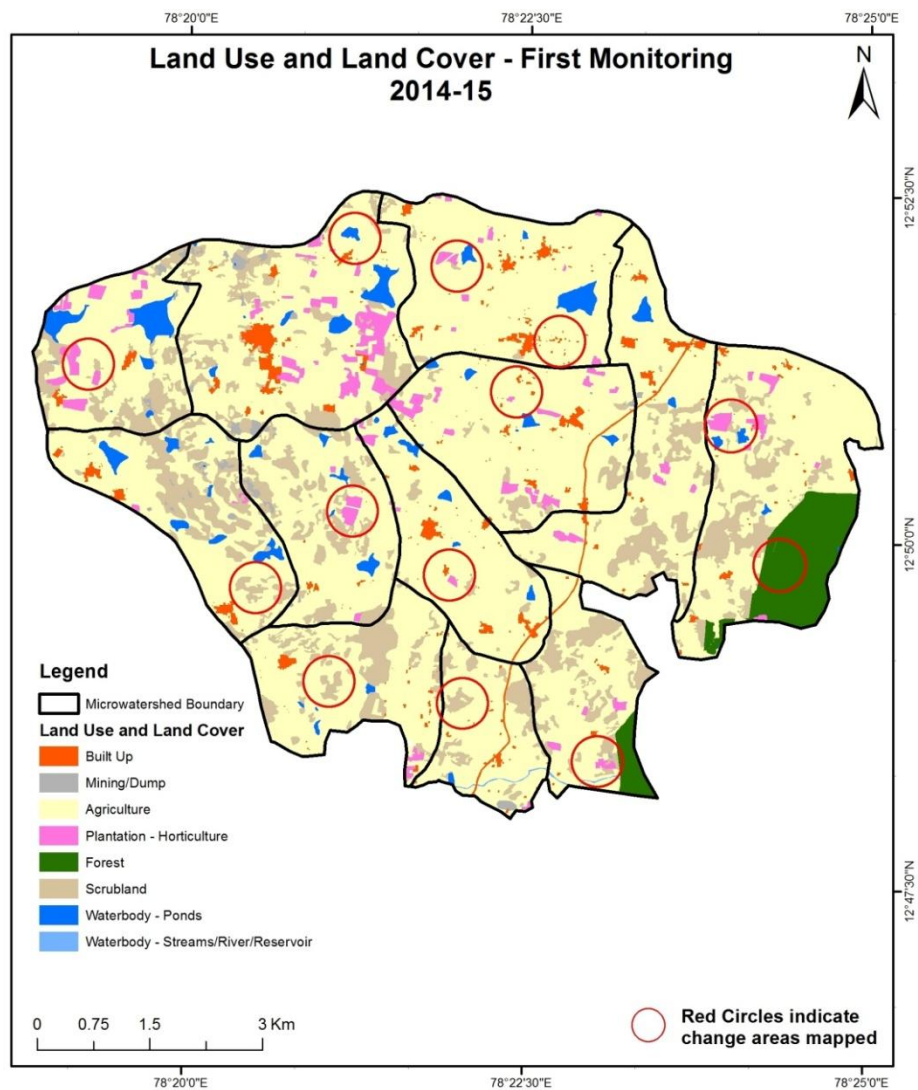 78°20'0"E 78°22'30"E 78°25'0"E
Land Use and Land Cover - First Monitoring
2014-15
N
12°52'30"N
12°50'0"N
12°47'30"N
Legend
Microwatershed Boundary
Land Use and Land Cover
Built Up
Mining/Dump
Agriculture
Plantation - Horticulture
Forest
Scrubland
Waterbody - Ponds
Waterbody - Streams/River/Reservoir
0 0.75 1.5 3 Km
Red Circles indicate
change areas mapped
78°20'0"E 78°22'30"E 78°25'0"E